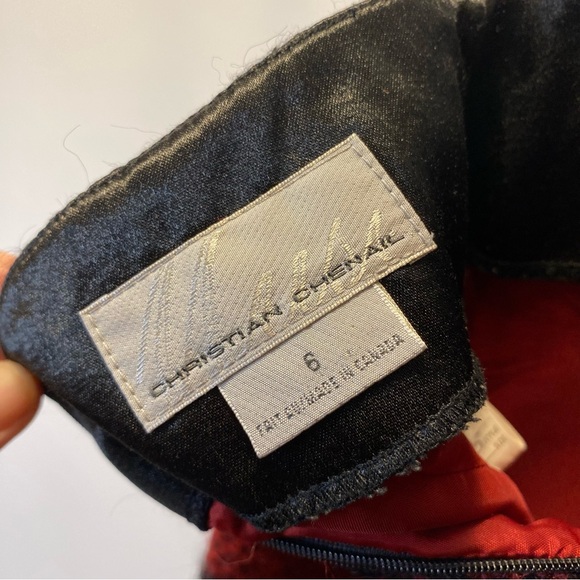 CHRISTIAN CHENAIL
6
FAIT AU/MADE IN CANADA